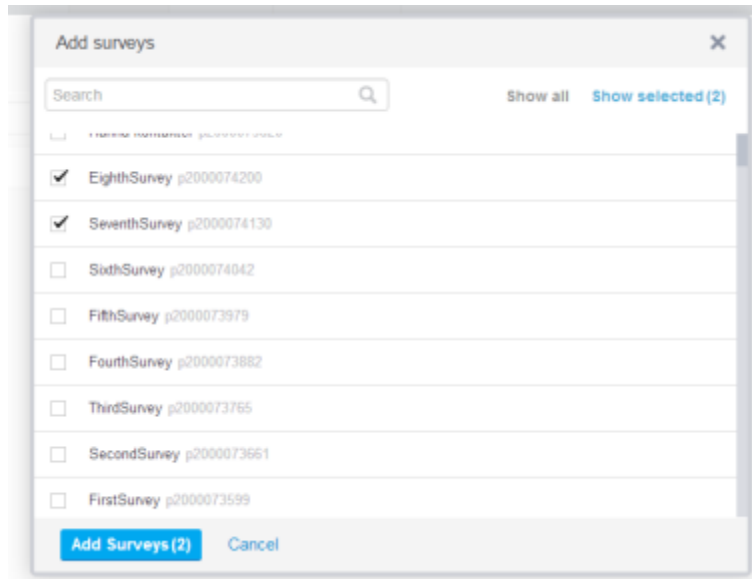 Add surveys
Search
Show all Show selected (2)
EighthSurvey p2000074200
SeventhSurvey p2000074130
SixthSurvey p2000074042
FifthSurvey p2000073979
FourthSurvey p2000073882
ThirdSurvey p2000073765
SecondSurvey p2000073661
FirstSurvey p2000073599
Add Surveys (2) Cancel